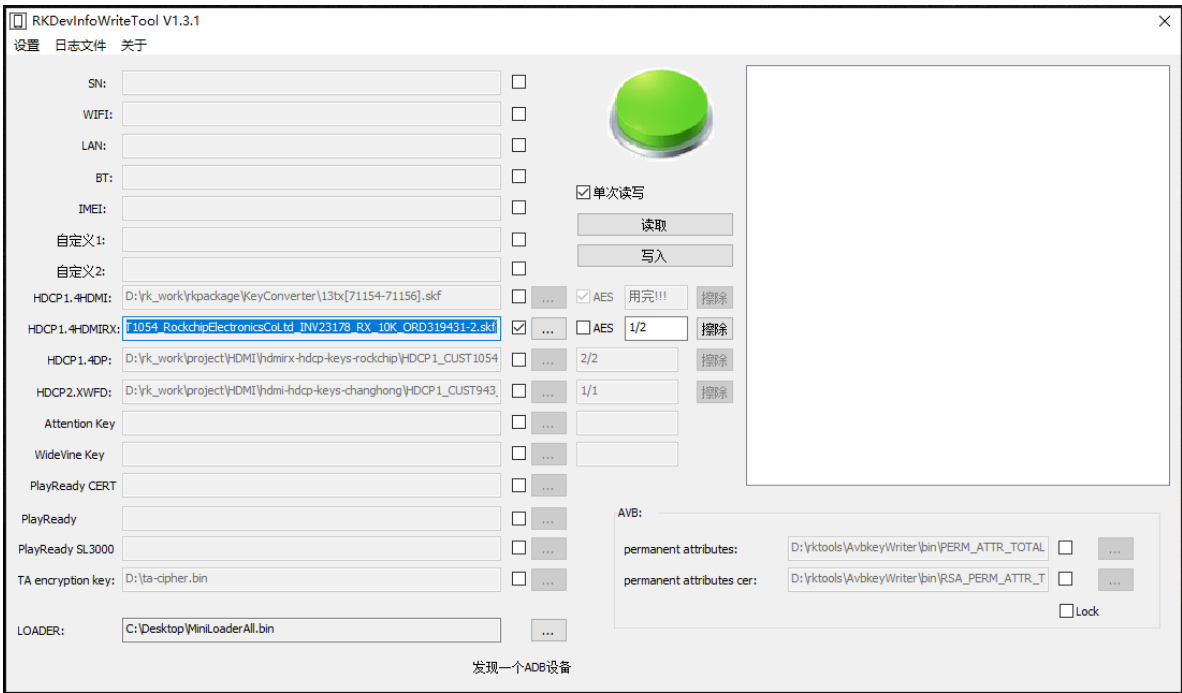 RKDevInfoWriteTool V1.3.1
设置 日志文件 关于
SN:
WIFI:
LAN:
BT:
IMEI:
自定义1:
自定义2:
单次读写
读取
写入
HDCP1.4HDMI: D:\rk_work\rkpackage\KeyConverter\13tx[71154-71156].skf ... AES 用完!!! 擦除
HDCP1.4HDMIRX: T1054_RockchipElectronicsCoLtd_INV23178_RX_10K_ORD319431-2.skf ... AES 1/2 擦除
HDCP1.4DP: D:\rk_work\project\HDMI\hdmirx-hdcp-keys-rockchip\HDCP1_CUST1054 ... 2/2 擦除
HDCP2.XWFD: D:\rk_work\project\HDMI\hdmi-hdcp-keys-changhong\HDCP1_CUST943_ ... 1/1 擦除
Attention Key ...
WideVine Key ...
PlayReady CERT ...
PlayReady ...
PlayReady SL3000 ...
TA encryption key: D:\ta-cipher.bin ...
LOADER: C:\Desktop\MiniLoaderAll.bin ...
AVB:
permanent attributes: D:\rktools\AvbkeyWriter\bin\PERM_ATTR_TOTAL ...
permanent attributes cer: D:\rktools\AvbkeyWriter\bin\RSA_PERM_ATTR_T ...
Lock
发现一个ADB设备